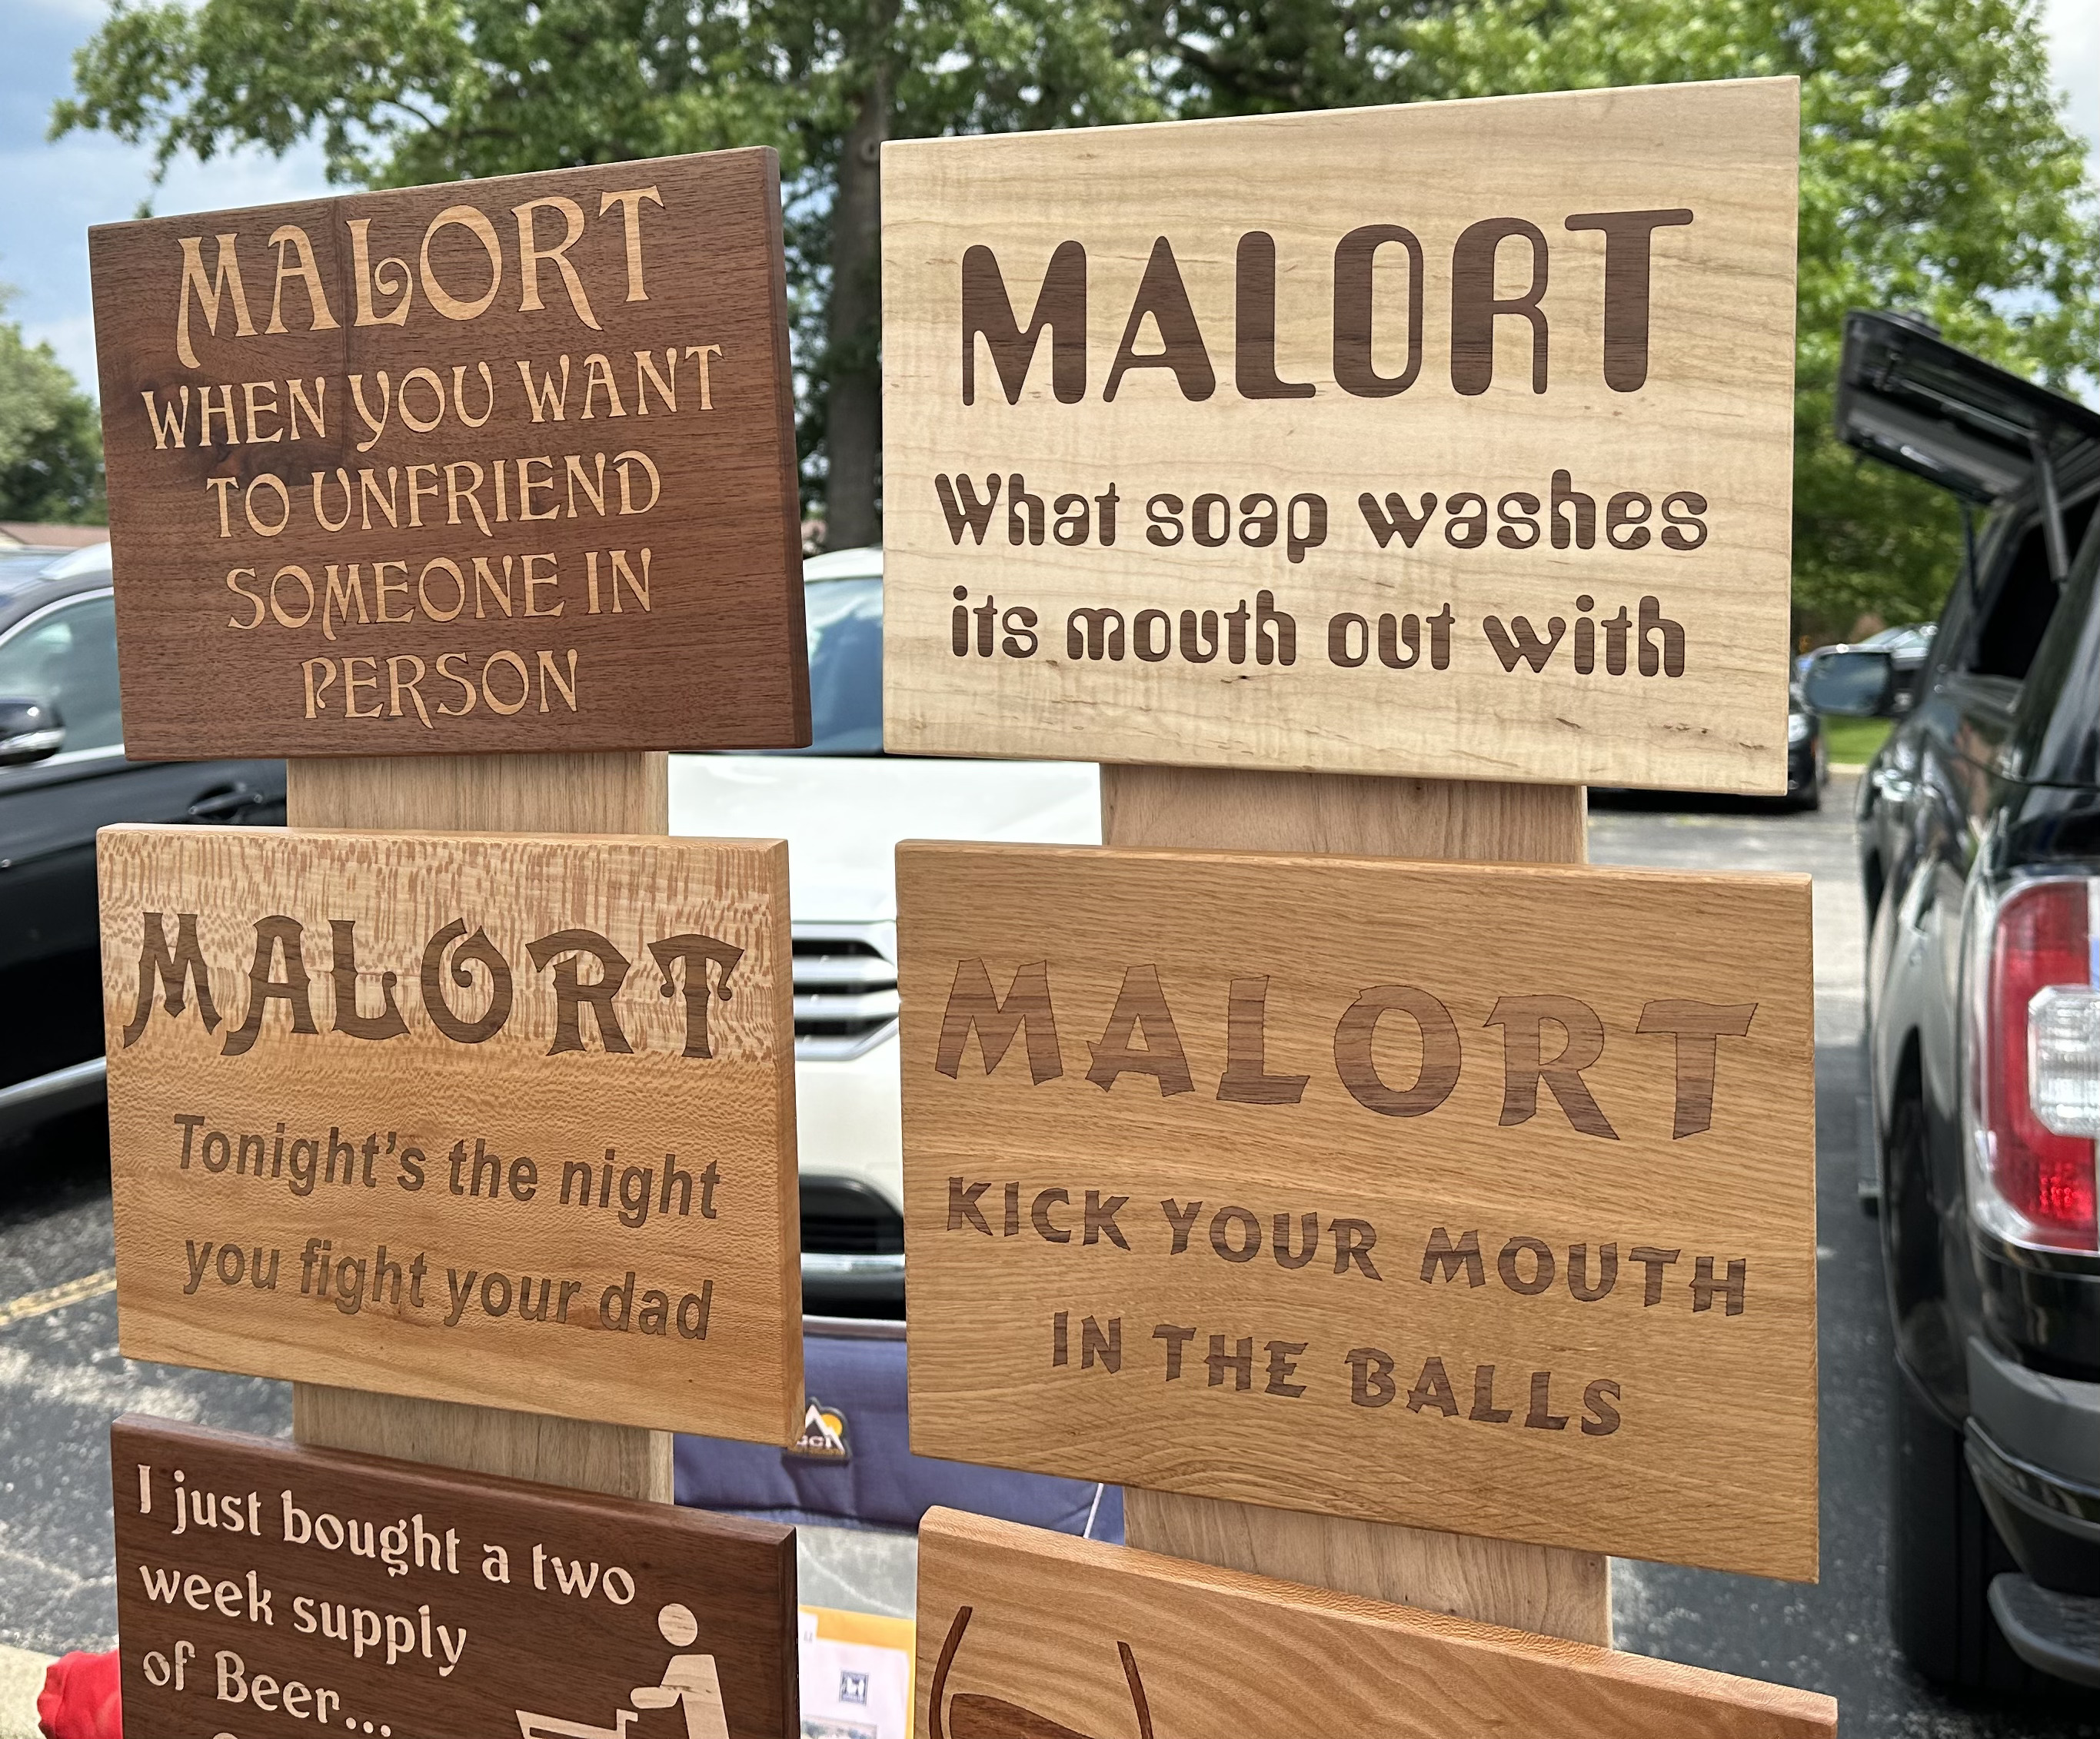 MALORT
WHEN YOU WANT
TO UNFRIEND
SOMEONE IN
PERSON
MALORT
What soap washes
its mouth out with
MALORT
Tonight's the night
you fight your dad
MALORT
KICK YOUR MOUTH
IN THE BALLS
I just bought a two
week supply
of Beer...
GCI